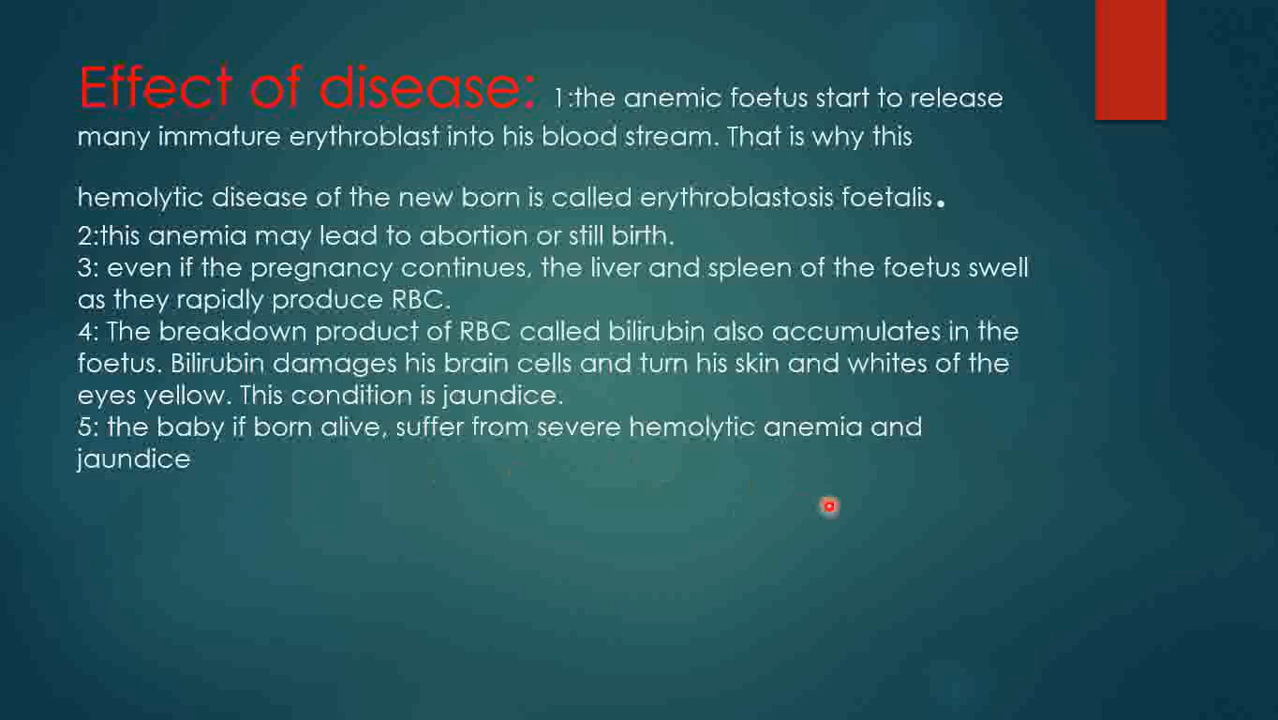 Effect of disease: 1:the anemic foetus start to release
many immature erythroblast into his blood stream. That is why this
hemolytic disease of the new born is called erythroblastosis foetalis.
2:this anemia may lead to abortion or still birth.
3: even if the pregnancy continues, the liver and spleen of the foetus swell
as they rapidly produce RBC.
4: The breakdown product of RBC called bilirubin also accumulates in the
foetus. Bilirubin damages his brain cells and turn his skin and whites of the
eyes yellow. This condition is jaundice.
5: the baby if born alive, suffer from severe hemolytic anemia and
jaundice